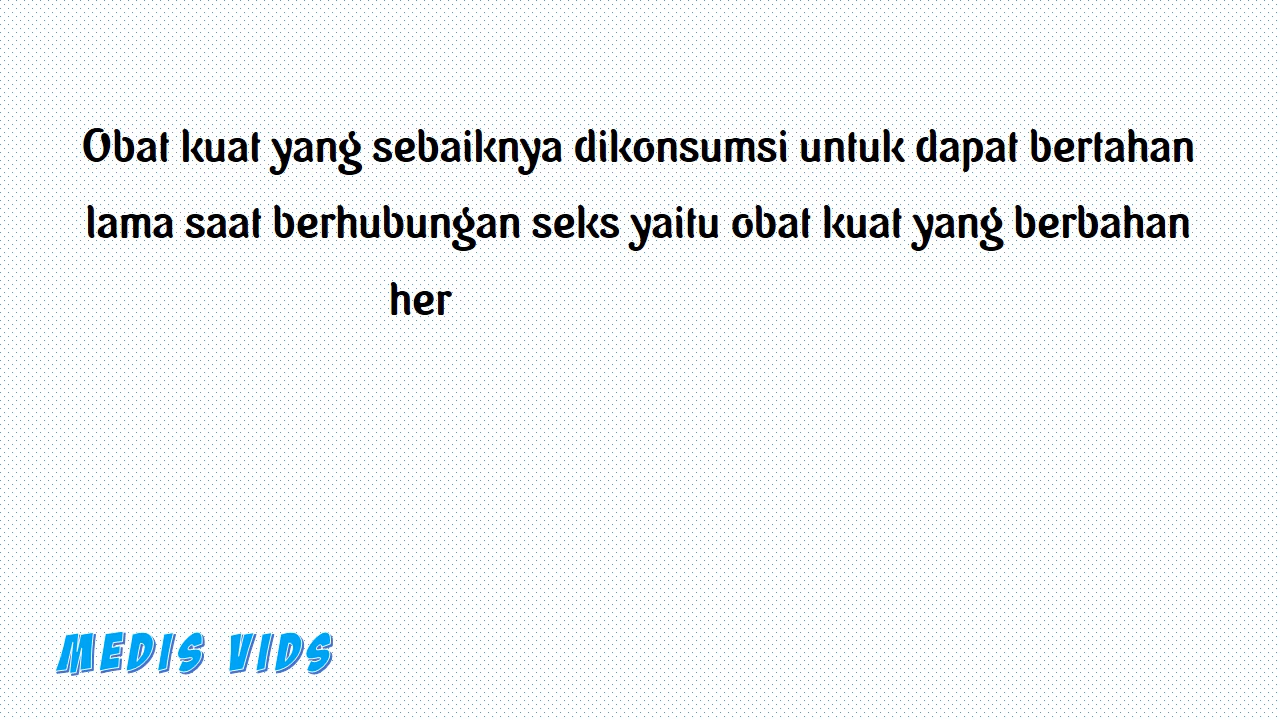 Obat kuat yang sebaiknya dikonsumsi untuk dapat bertahan
lama saat berhubungan seks yaitu obat kuat yang berbahan
her
MEDIS VIDS